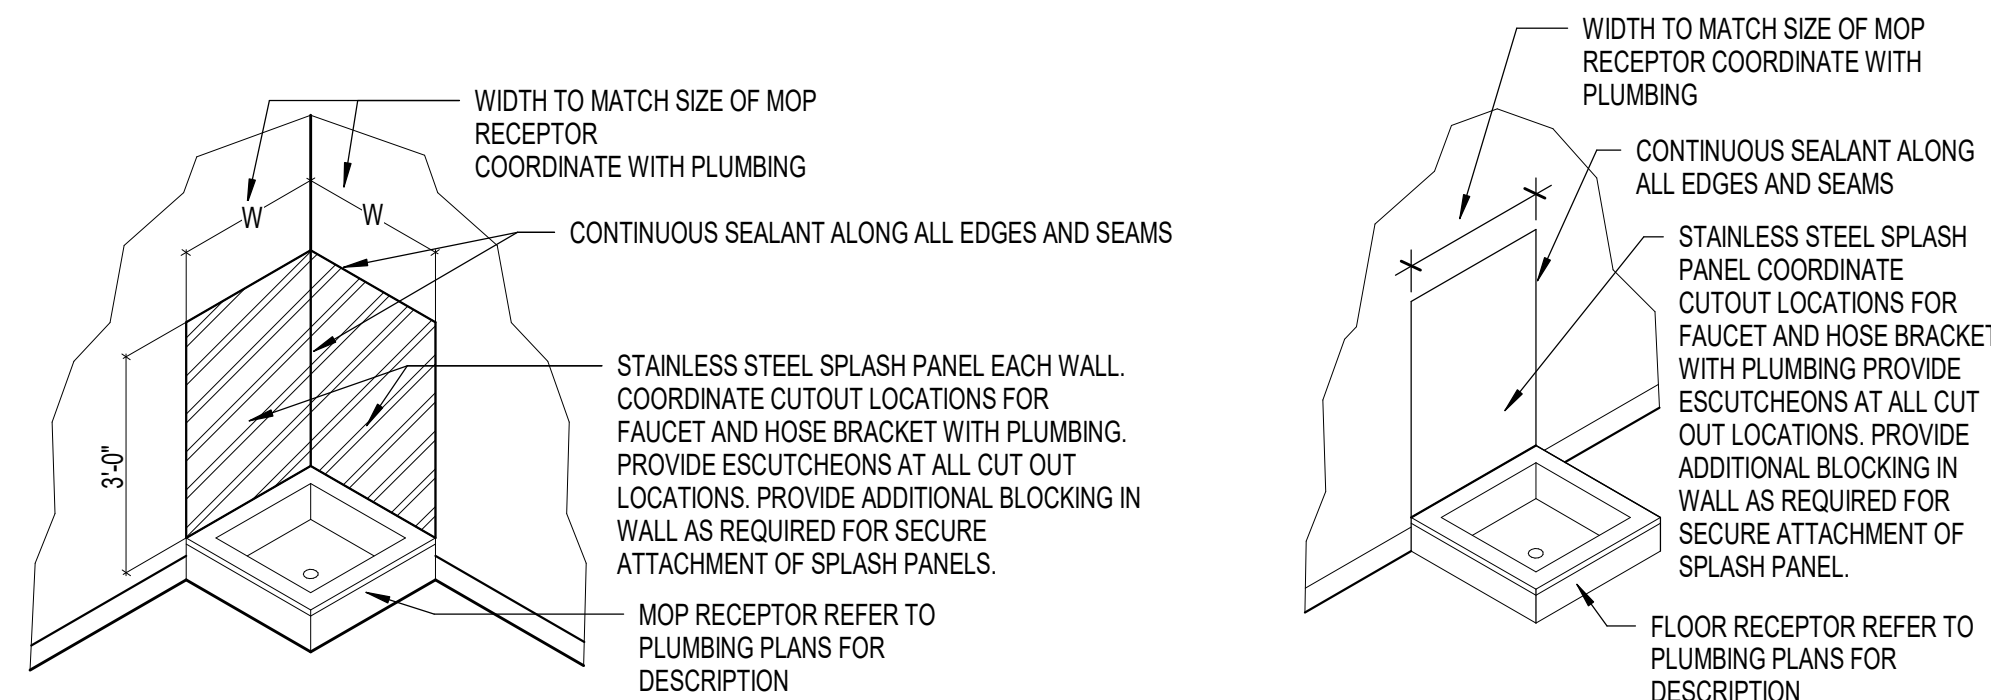 WIDTH TO MATCH SIZE OF MOP
RECEPTOR
COORDINATE WITH PLUMBING
W
W
CONTINUOUS SEALANT ALONG ALL EDGES AND SEAMS
STAINLESS STEEL SPLASH PANEL EACH WALL.
COORDINATE CUTOUT LOCATIONS FOR
FAUCET AND HOSE BRACKET WITH PLUMBING.
PROVIDE ESCUTCHEONS AT ALL CUT OUT
LOCATIONS. PROVIDE ADDITIONAL BLOCKING IN
WALL AS REQUIRED FOR SECURE
ATTACHMENT OF SPLASH PANELS.
3'-0"
MOP RECEPTOR REFER TO
PLUMBING PLANS FOR
DESCRIPTION
WIDTH TO MATCH SIZE OF MOP
RECEPTOR COORDINATE WITH
PLUMBING
CONTINUOUS SEALANT ALONG
ALL EDGES AND SEAMS
STAINLESS STEEL SPLASH
PANEL COORDINATE
CUTOUT LOCATIONS FOR
FAUCET AND HOSE BRACKET
WITH PLUMBING PROVIDE
ESCUTCHEONS AT ALL CUT
OUT LOCATIONS. PROVIDE
ADDITIONAL BLOCKING IN
WALL AS REQUIRED FOR
SECURE ATTACHMENT OF
SPLASH PANEL.
FLOOR RECEPTOR REFER TO
PLUMBING PLANS FOR
DESCRIPTION